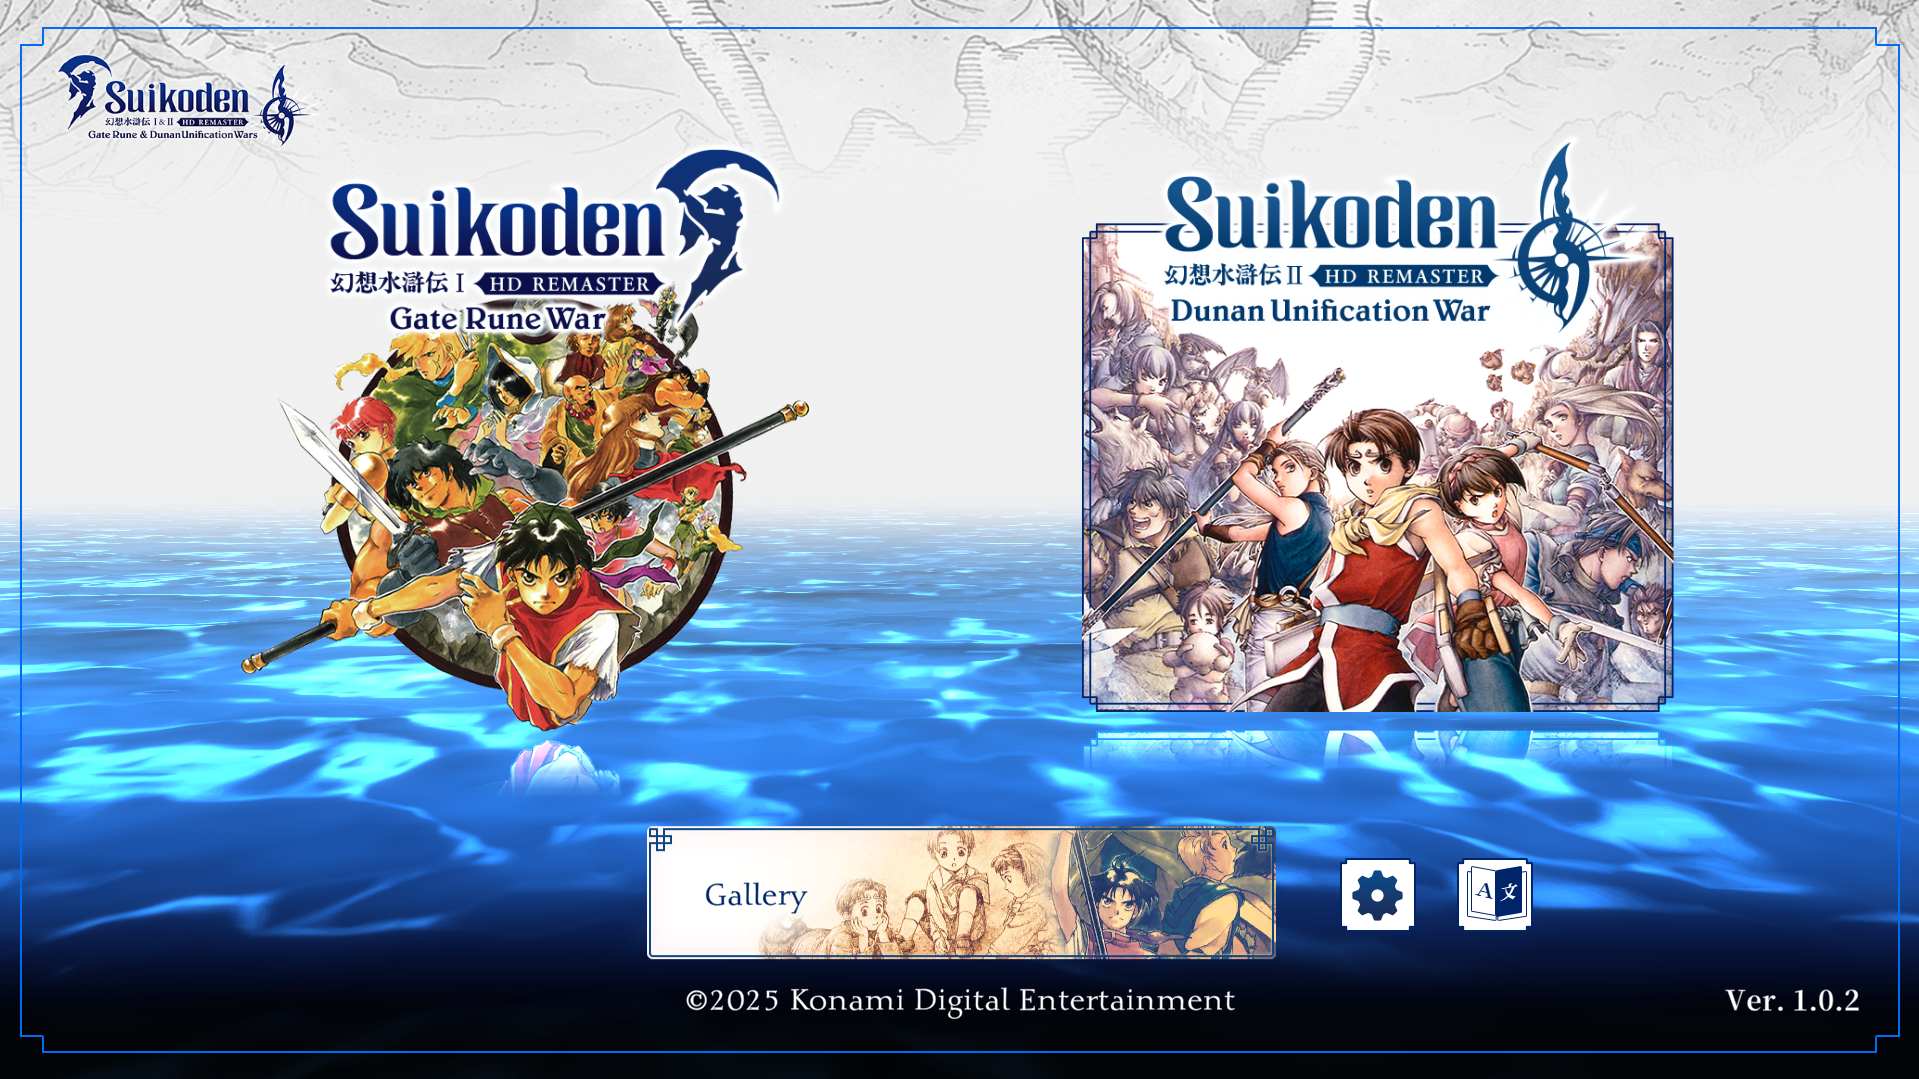 Suikoden
幻想水滸伝 I & II HD REMASTER
Gate Rune & Dunan Unification Wars
Suikoden
幻想水滸伝 I HD REMASTER
Gate Rune War
Suikoden
幻想水滸伝 II HD REMASTER
Dunan Unification War
Gallery
A 文
©2025 Konami Digital Entertainment
Ver. 1.0.2